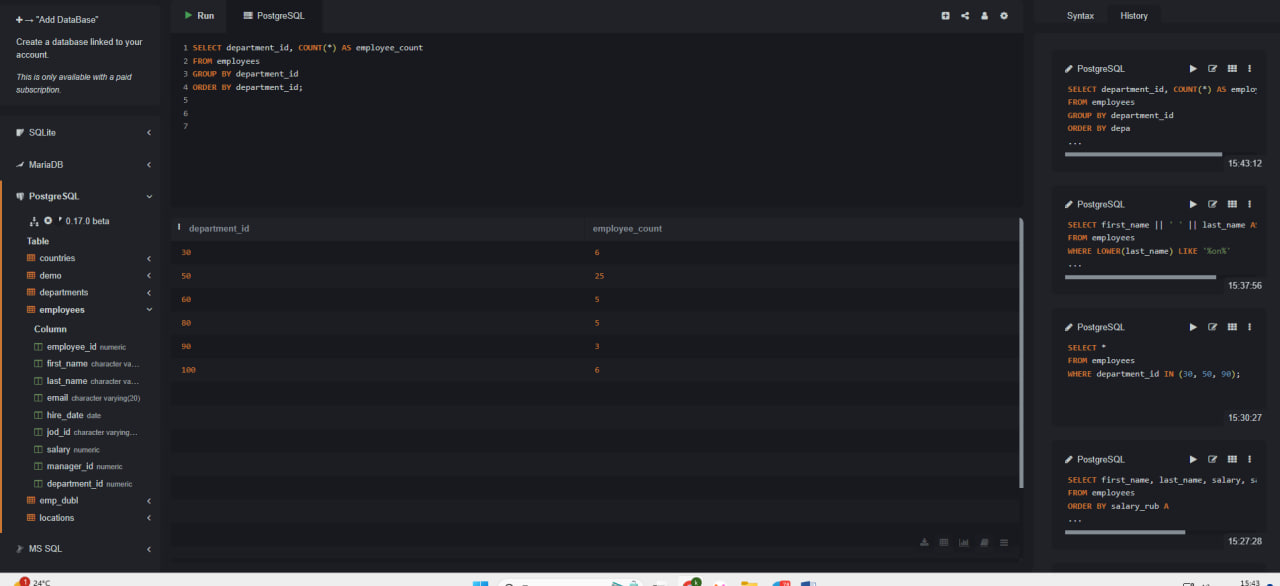 + → "Add DataBase"
Create a database linked to your
account.
This is only available with a paid
subscription.
SQLite
MariaDB
PostgreSQL
0.17.0 beta
Table
countries
demo
departments
employees
Column
employee_id numeric
first_name character va...
last_name character va...
email character varying(20)
hire_date date
jod_id character varying...
salary numeric
manager_id numeric
department_id numeric
emp_dubl
locations
MS SQL
Run
PostgreSQL
1 SELECT department_id, COUNT(*) AS employee_count
2 FROM employees
3 GROUP BY department_id
4 ORDER BY department_id;
5
6
7
department_id employee_count
30 6
50 25
60 5
80 5
90 3
100 6
Syntax History
PostgreSQL
SELECT department_id, COUNT(*) AS emplo
FROM employees
GROUP BY department_id
ORDER BY depa
...
15:43:12
PostgreSQL
SELECT first_name || ' ' || last_name A
FROM employees
WHERE LOWER(last_name) LIKE '%on%'
...
15:37:56
PostgreSQL
SELECT *
FROM employees
WHERE department_id IN (30, 50, 90);
15:30:27
PostgreSQL
SELECT first_name, last_name, salary, s
FROM employees
ORDER BY salary_rub A
...
15:27:28
1
24°C
15:43